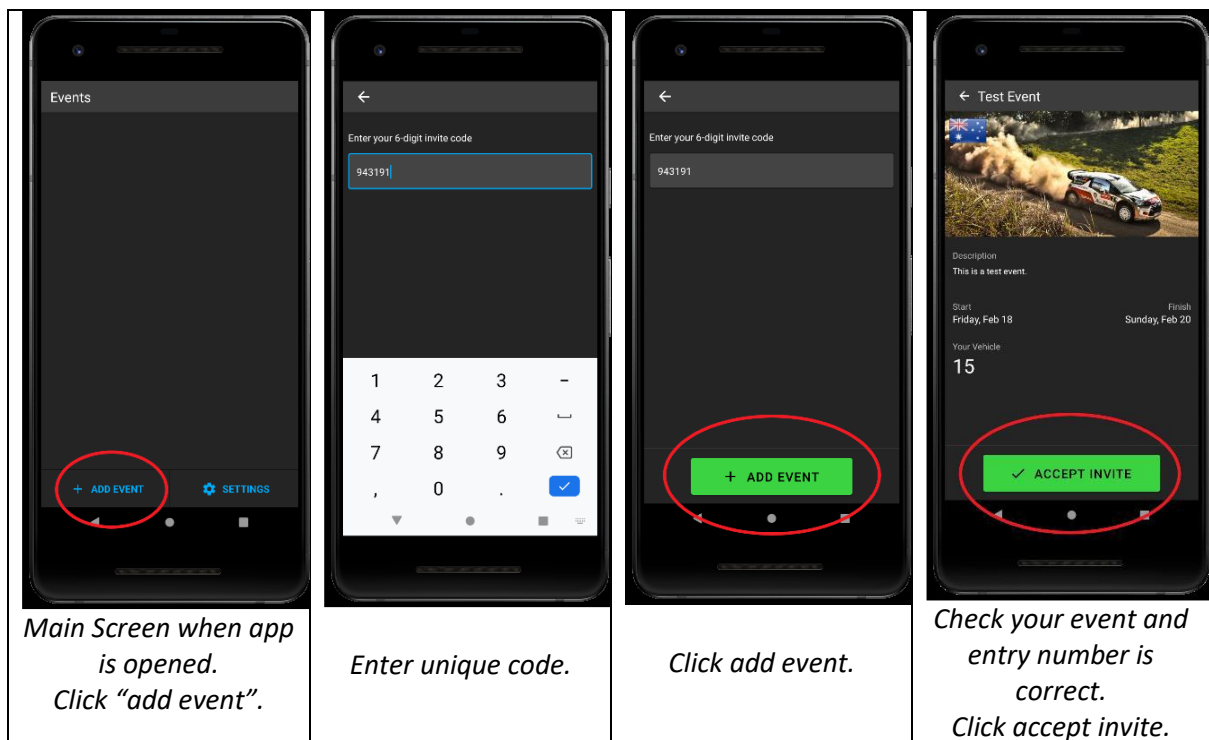 Events
+ ADD EVENT
SETTINGS
Main Screen when app
is opened.
Click “add event”.
Enter your 6-digit invite code
943191
1 2 3 -
4 5 6
7 8 9
, 0 .
Enter unique code.
Enter your 6-digit invite code
943191
+ ADD EVENT
Click add event.
Test Event
Description
This is a test event.
Start Finish
Friday, Feb 18 Sunday, Feb 20
Your Vehicle
15
ACCEPT INVITE
Check your event and
entry number is
correct.
Click accept invite.